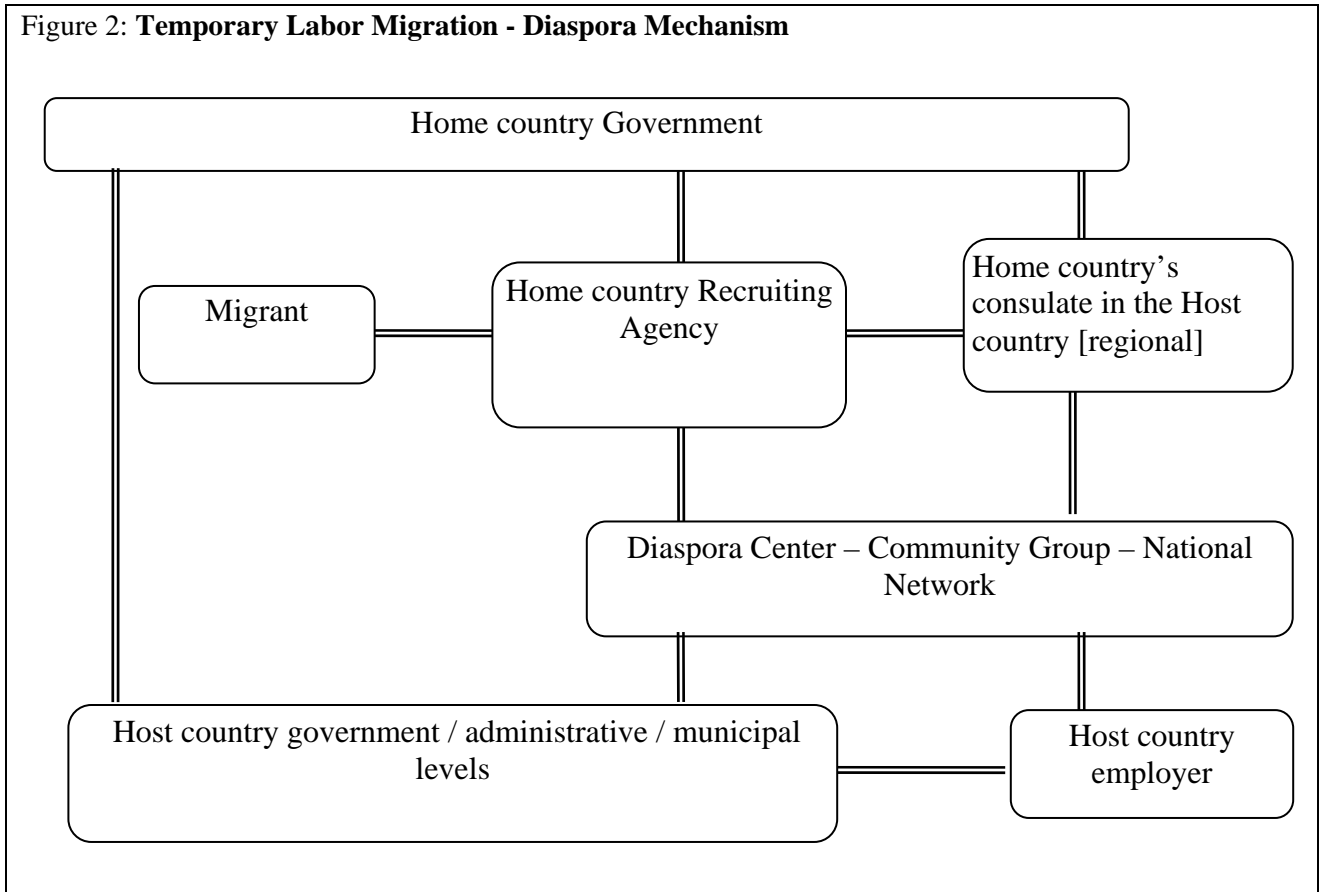 Figure 2: Temporary Labor Migration - Diaspora Mechanism
Home country Government
Migrant
Home country Recruiting
Agency
Home country’s
consulate in the Host
country [regional]
Diaspora Center – Community Group – National
Network
Host country government / administrative / municipal
levels
Host country
employer